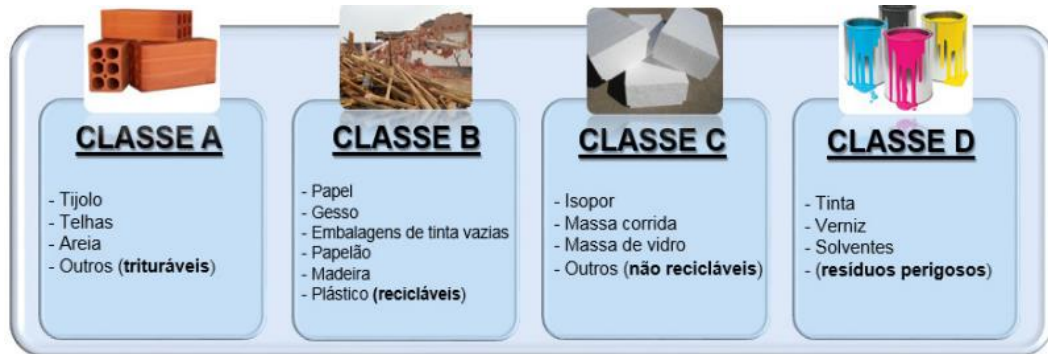 CLASSE A
- Tijolo
- Telhas
- Areia
- Outros (trituráveis)
CLASSE B
- Papel
- Gesso
- Embalagens de tinta vazias
- Papelão
- Madeira
- Plástico (recicláveis)
CLASSE C
- Isopor
- Massa corrida
- Massa de vidro
- Outros (não recicláveis)
CLASSE D
- Tinta
- Verniz
- Solventes
- (resíduos perigosos)